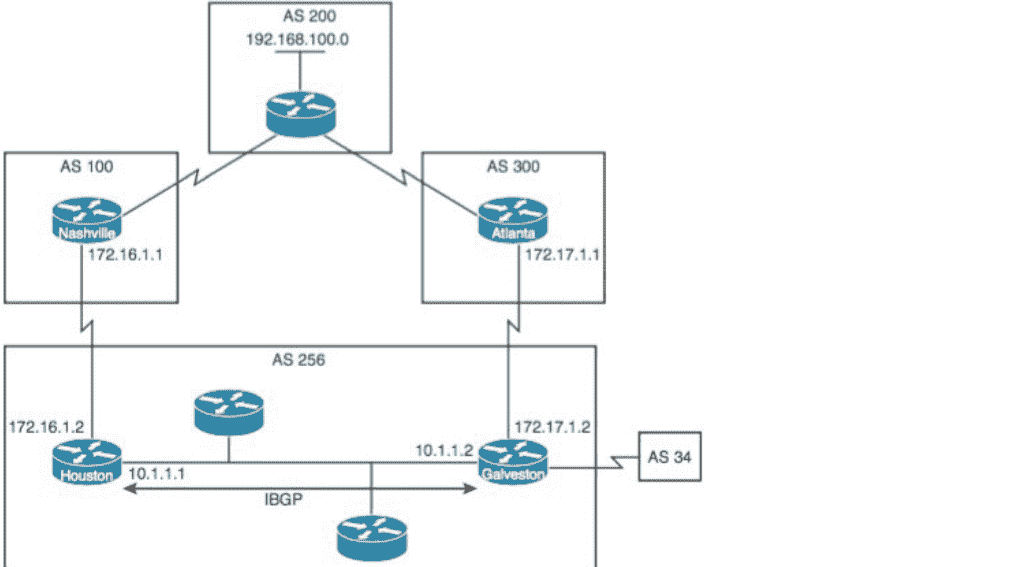 AS 200
192.168.100.0
AS 100
AS 300
Nashville
Atlanta
172.16.1.1
172.17.1.1
AS 256
172.16.1.2
172.17.1.2
10.1.1.2
AS 34
Houston
10.1.1.1
Galveston
IBGP